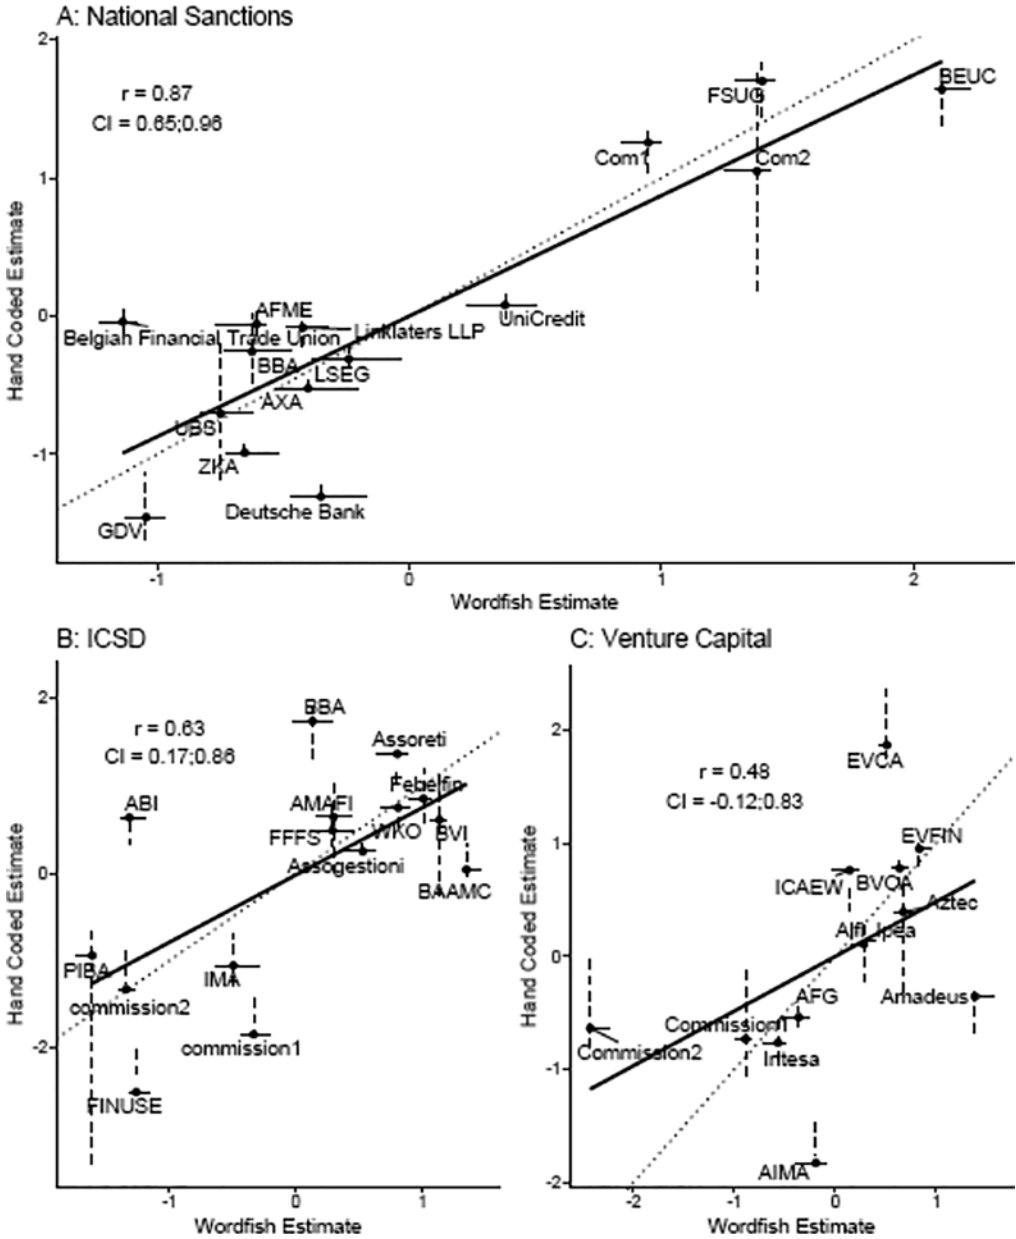 A: National Sanctions
2
r = 0.87
CI = 0.65;0.96
BEUC
FSUG
Com1
Com2
1
Hand Coded Estimate
0
AFME
UniCredit
Linklaters LLP
Belgian Financial Trade Union
BBA
LSEG
AXA
UBS
-1
ZKA
Deutsche Bank
GDV
-1
0
1
2
Wordfish Estimate
B: ICSD
2
r = 0.63
CI = 0.17;0.86
BBA
Assoreti
Febelfin
ABI
AMAFI
FFFS
WKO
BVI
Assogestioni
0
BAAMC
Hand Coded Estimate
PIBA
IMA
commission2
commission1
-2
FINUSE
-1
0
1
Wordfish Estimate
C: Venture Capital
2
EVCA
r = 0.48
CI = -0.12;0.83
1
EVFIN
ICAEW
BVCA
Aztec
Alfi
Ipea
0
Hand Coded Estimate
AFG
Amadeus
Commission1
Commission2
Intesa
-1
AIMA
-2
-2
-1
0
1
Wordfish Estimate